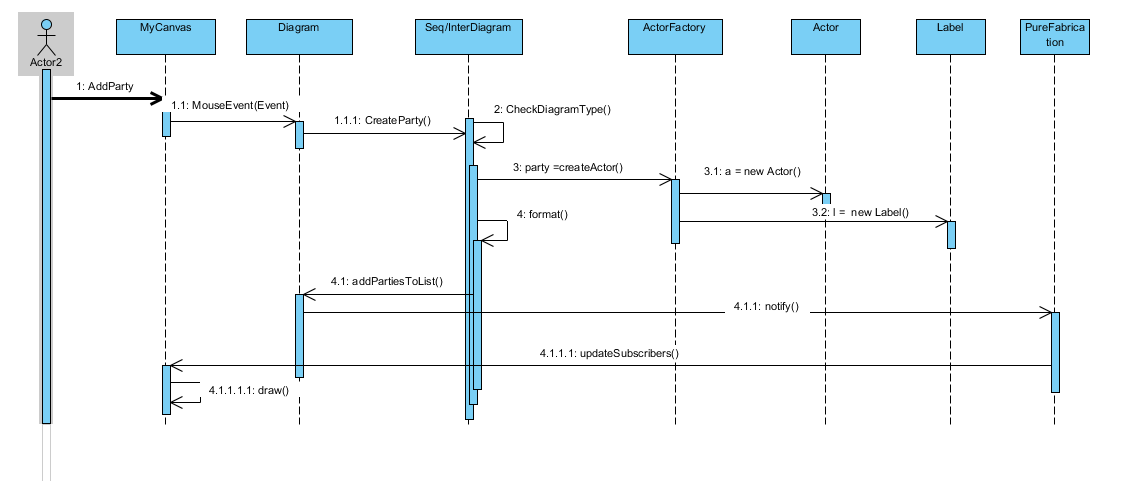 Actor2
MyCanvas
Diagram
Seq/InterDiagram
ActorFactory
Actor
Label
PureFabrica
tion
1: AddParty
1.1: MouseEvent(Event)
1.1.1: CreateParty()
2: CheckDiagramType()
3: party =createActor()
3.1: a = new Actor()
3.2: l =  new Label()
4: format()
4.1: addPartiesToList()
4.1.1: notify()
4.1.1.1: updateSubscribers()
4.1.1.1.1: draw()